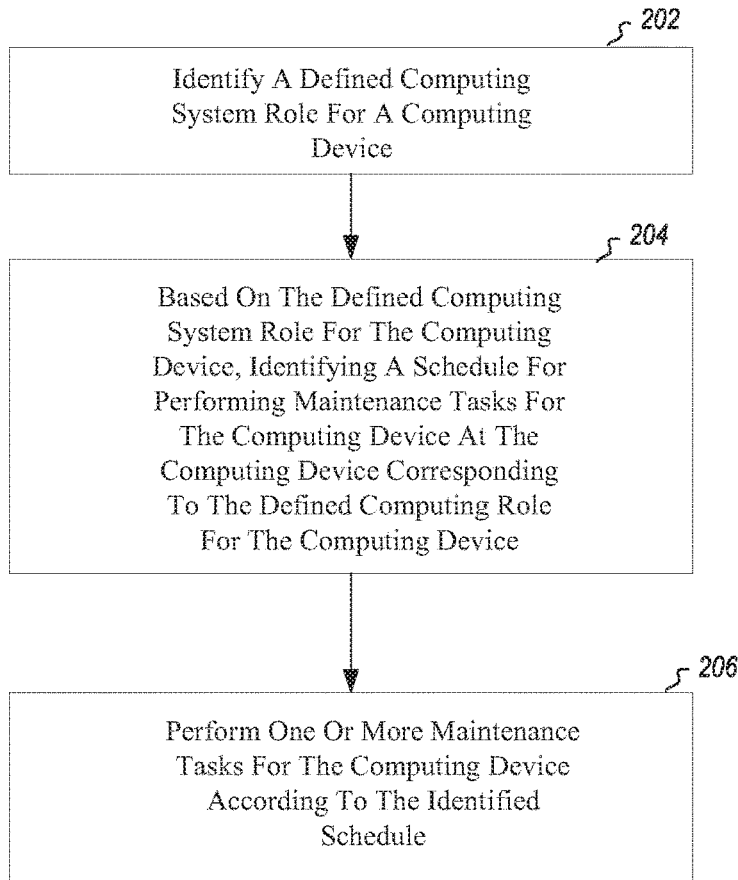 202
Identify A Defined Computing
System Role For A Computing
Device
204
Based On The Defined Computing
System Role For The Computing
Device, Identifying A Schedule For
Performing Maintenance Tasks For
The Computing Device At The
Computing Device Corresponding
To The Defined Computing Role
For The Computing Device
206
Perform One Or More Maintenance
Tasks For The Computing Device
According To The Identified
Schedule